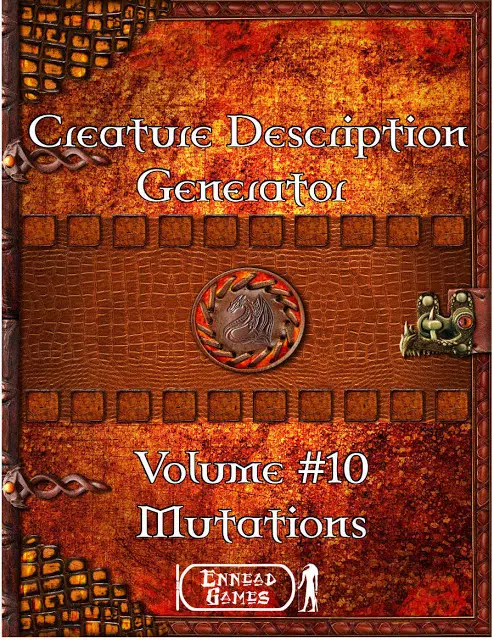 Creature Description
Generator
Volume #10
Mutations
Ennead
Games